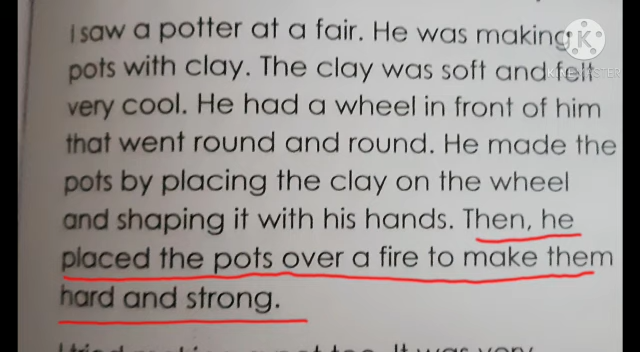 I saw a potter at a fair. He was making
pots with clay. The clay was soft and felt
very cool. He had a wheel in front of him
that went round and round. He made the
pots by placing the clay on the wheel
and shaping it with his hands. Then, he
placed the pots over a fire to make them
hard and strong.